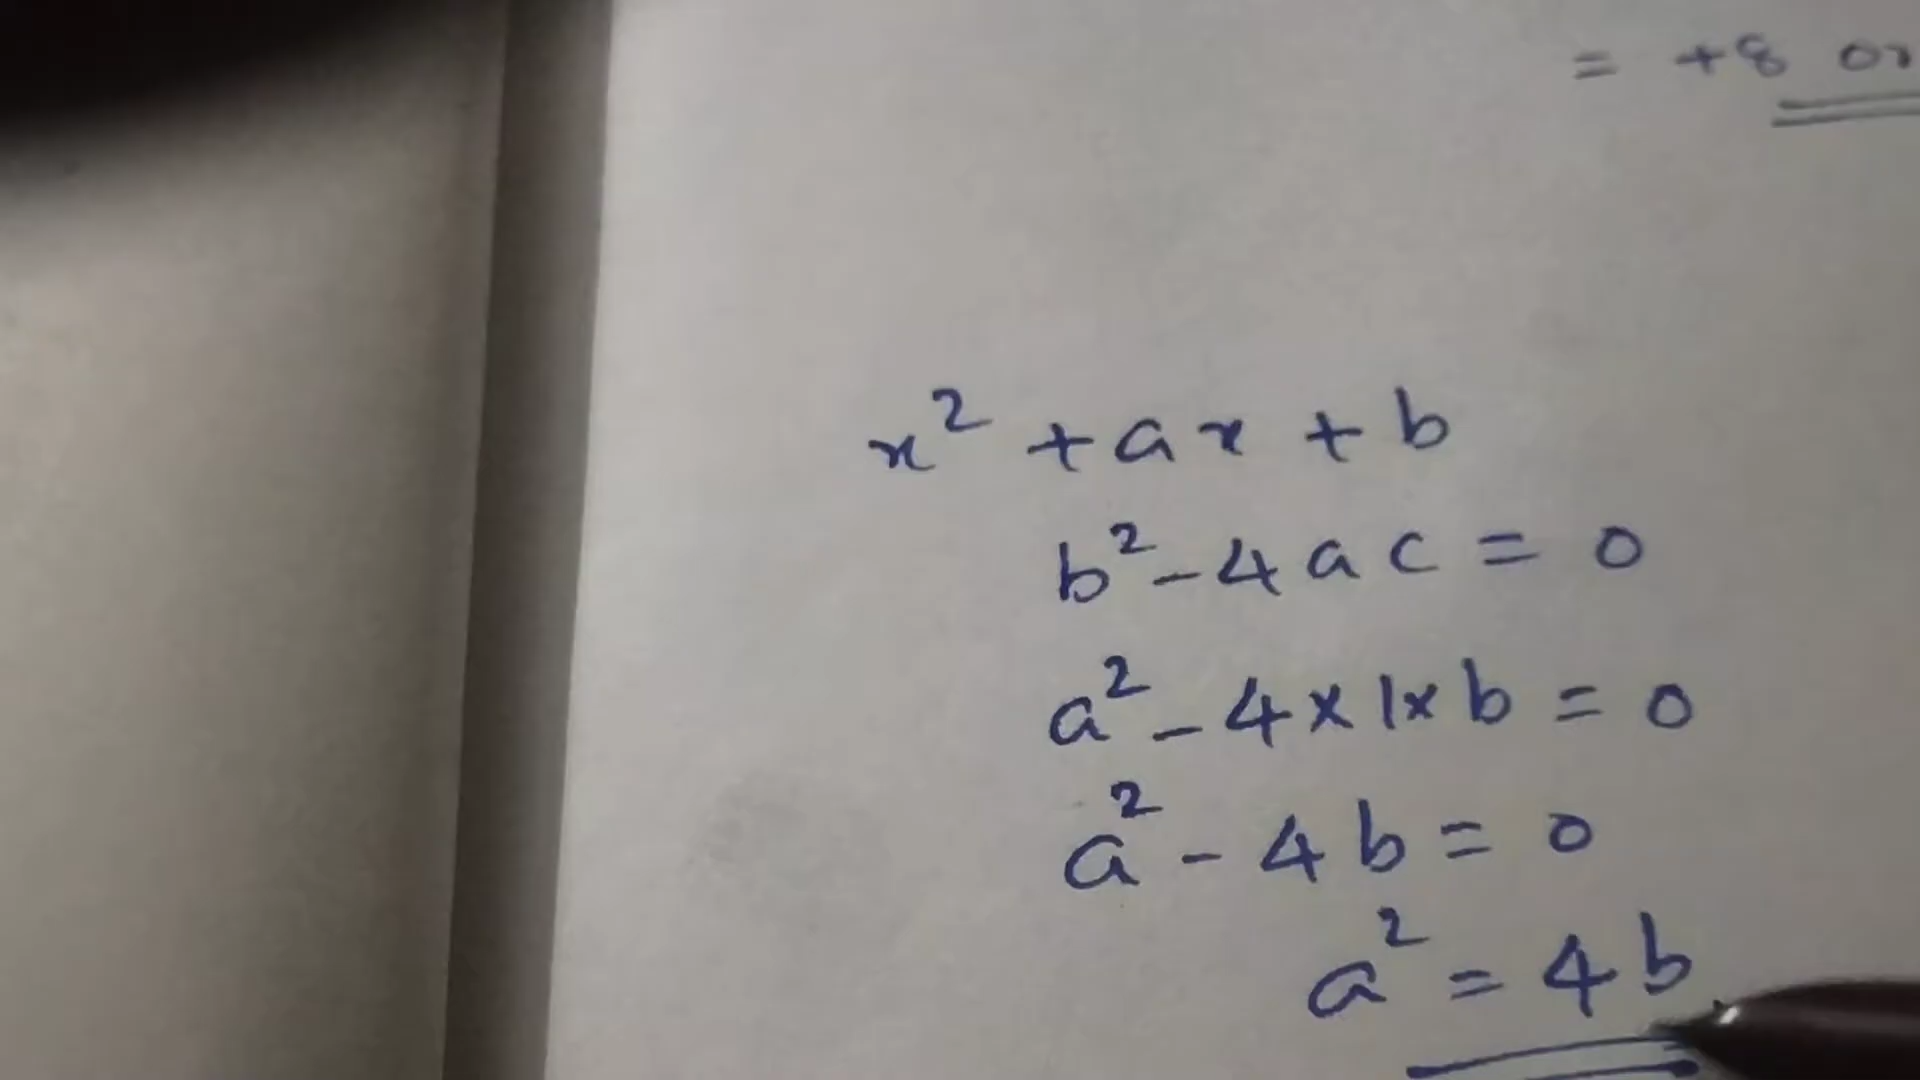 = +8 or
x² + ax + b
b² - 4ac = 0
a² - 4 × 1 × b = 0
a² - 4b = 0
a² = 4b